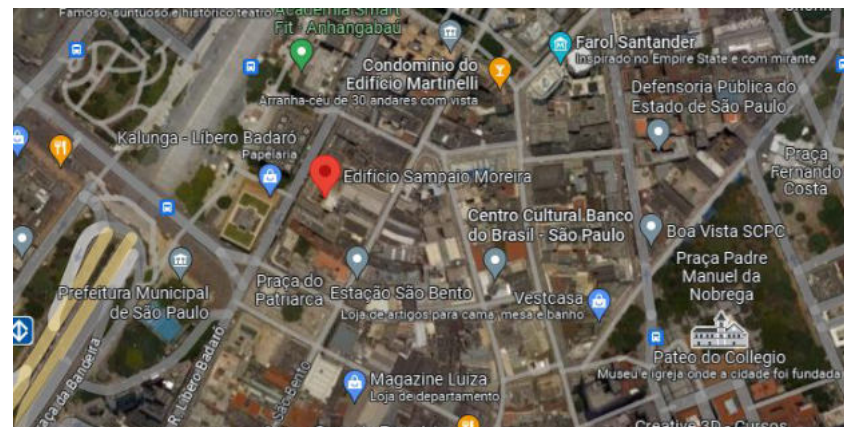 Famoso, suntuoso e histórico teatro
Academia Smart
Fit - Anhangabaú
Condomínio do
Edifício Martinelli
Arranha-céu de 30 andares com vista
Farol Santander
Inspirado no Empire State e com mirante
Defensoria Pública do
Estado de São Paulo
Kalunga - Líbero Badaró
Papelaria
Edifício Sampaio Moreira
Praça
Fernando
Costa
Centro Cultural Banco
do Brasil - São Paulo
Boa Vista SCPC
Praça do
Patriarca
Estação São Bento
Prefeitura Municipal
de São Paulo
Praça Padre
Manuel da
Nobrega
Vestcasa
Loja de artigos para cama, mesa e banho
Pateo do Collegio
Museu e igreja onde a cidade foi fundada
R. Líbero Badaró
São Bento
aça da Bandeira
Magazine Luiza
Loja de departamento
Creative 3D - Cursos